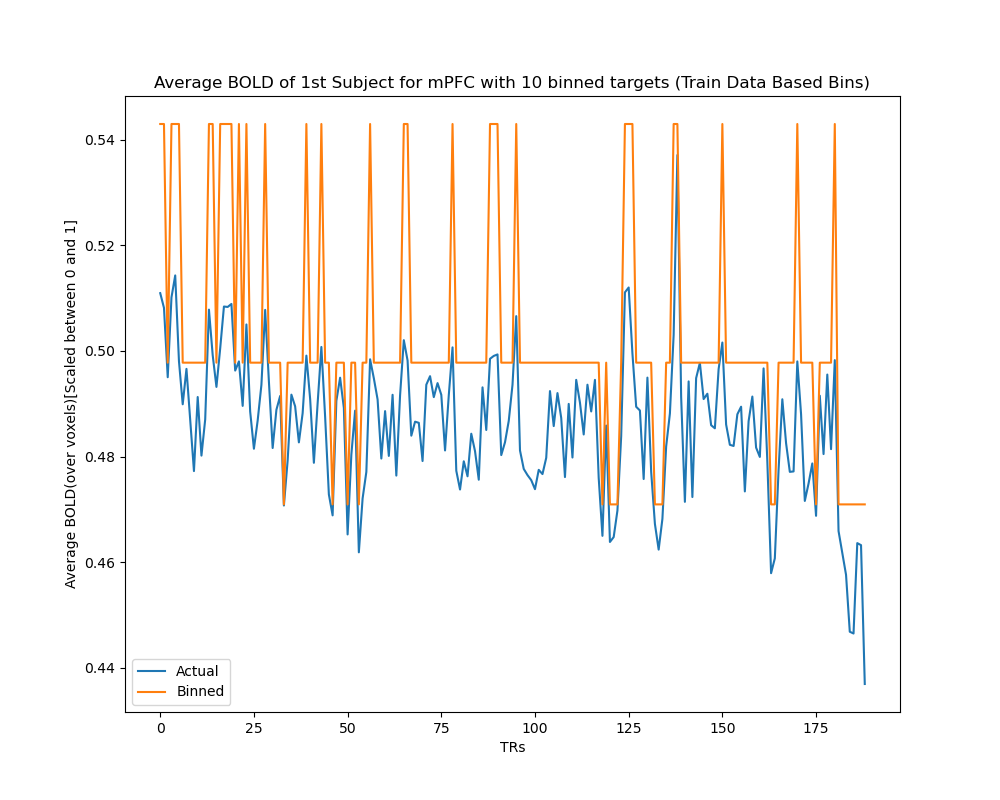 Average BOLD of 1st Subject for mPFC with 10 binned targets (Train Data Based Bins)
Average BOLD(over voxels)[Scaled between 0 and 1]
0.54
0.52
0.50
0.48
0.46
0.44
Actual
Binned
0
25
50
75
100
125
150
175
TRs